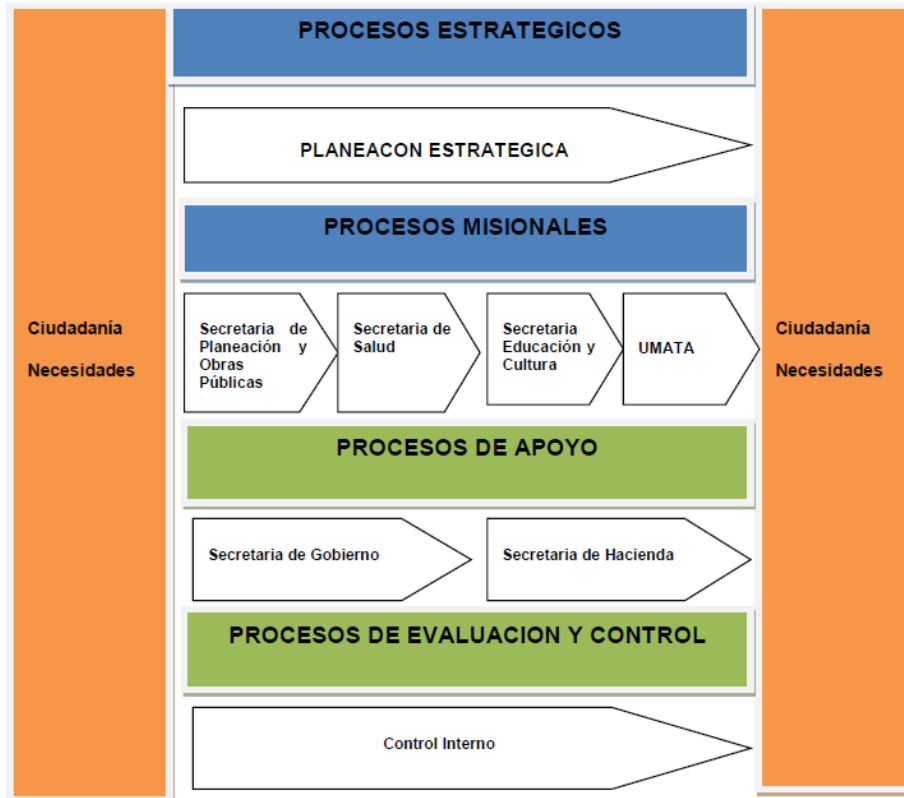 PROCESOS ESTRATEGICOS
PLANEACON ESTRATEGICA
PROCESOS MISIONALES
Ciudadanía
Necesidades
Secretaria de
Planeación y
Obras
Públicas
Secretaria de
Salud
Secretaria
Educación y
Cultura
UMATA
Ciudadanía
Necesidades
PROCESOS DE APOYO
Secretaria de Gobierno
Secretaria de Hacienda
PROCESOS DE EVALUACION Y CONTROL
Control Interno